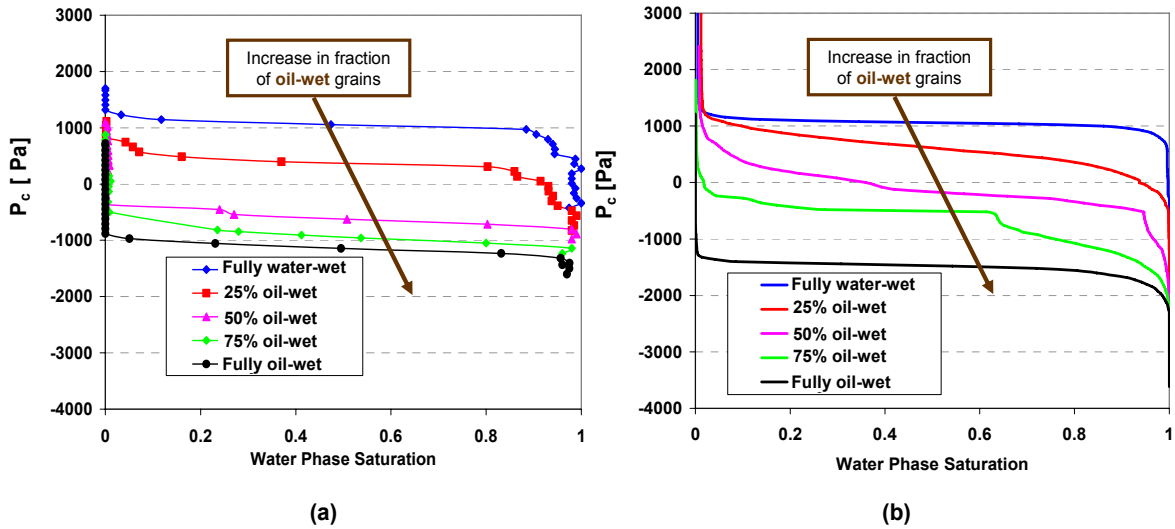 3000
2000
1000
0
-1000
-2000
-3000
-4000
P_c [ Pa]
Increase in fraction
of oil-wet grains
Fully water-wet
25% oil-wet
50% oil-wet
75% oil-wet
Fully oil-wet
0 0.2 0.4 0.6 0.8 1
Water Phase Saturation
(a)
3000
2000
1000
0
-1000
-2000
-3000
-4000
P_c [Pa]
Increase in fraction
of oil-wet grains
Fully water-wet
25% oil-wet
50% oil-wet
75% oil-wet
Fully oil-wet
0 0.2 0.4 0.6 0.8 1
Water Phase Saturation
(b)